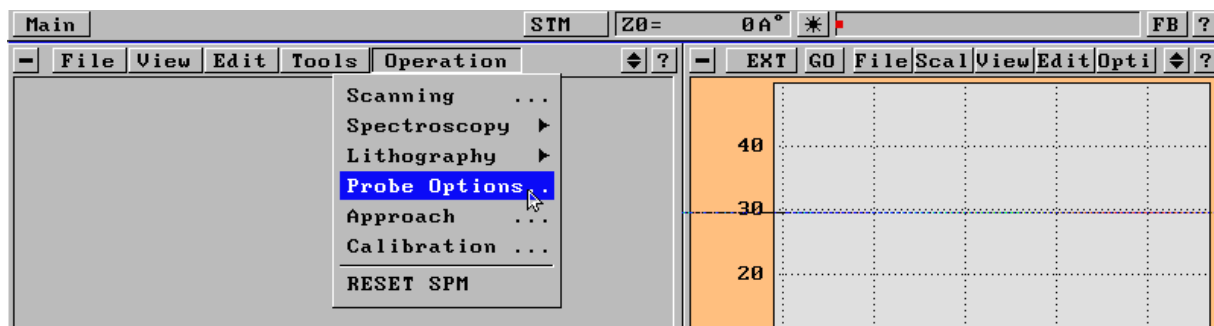 Main STM Z0= 0A° FB ?
File View Edit Tools Operation ?
EXT GO File Scal View Edit Opti ?
Scanning ...
Spectroscopy
Lithography
Probe Options...
Approach ...
Calibration ...
RESET SPM
40
30
20